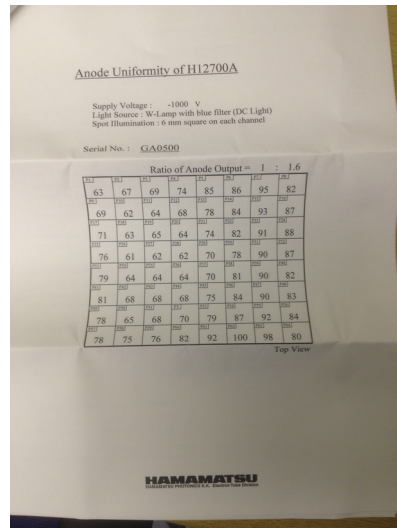 Anode Uniformity of H12700A
Supply Voltage : -1000 V
Light Source : W-Lamp with blue filter (DC Light)
Spot Illumination : 6 mm square on each channel
Serial No. : GA0500
Ratio of Anode Output = 1 : 1.6
63 67 69 74 85 86 95 82
69 62 64 68 78 84 93 87
71 63 65 64 74 82 91 88
76 61 62 62 70 78 90 87
79 64 64 64 70 81 90 82
81 68 68 68 75 84 90 83
78 65 68 70 79 87 92 84
78 75 76 82 92 100 98 80
Top View
HAMAMATSU
HAMAMATSU PHOTONICS K.K. Electron Tube Division